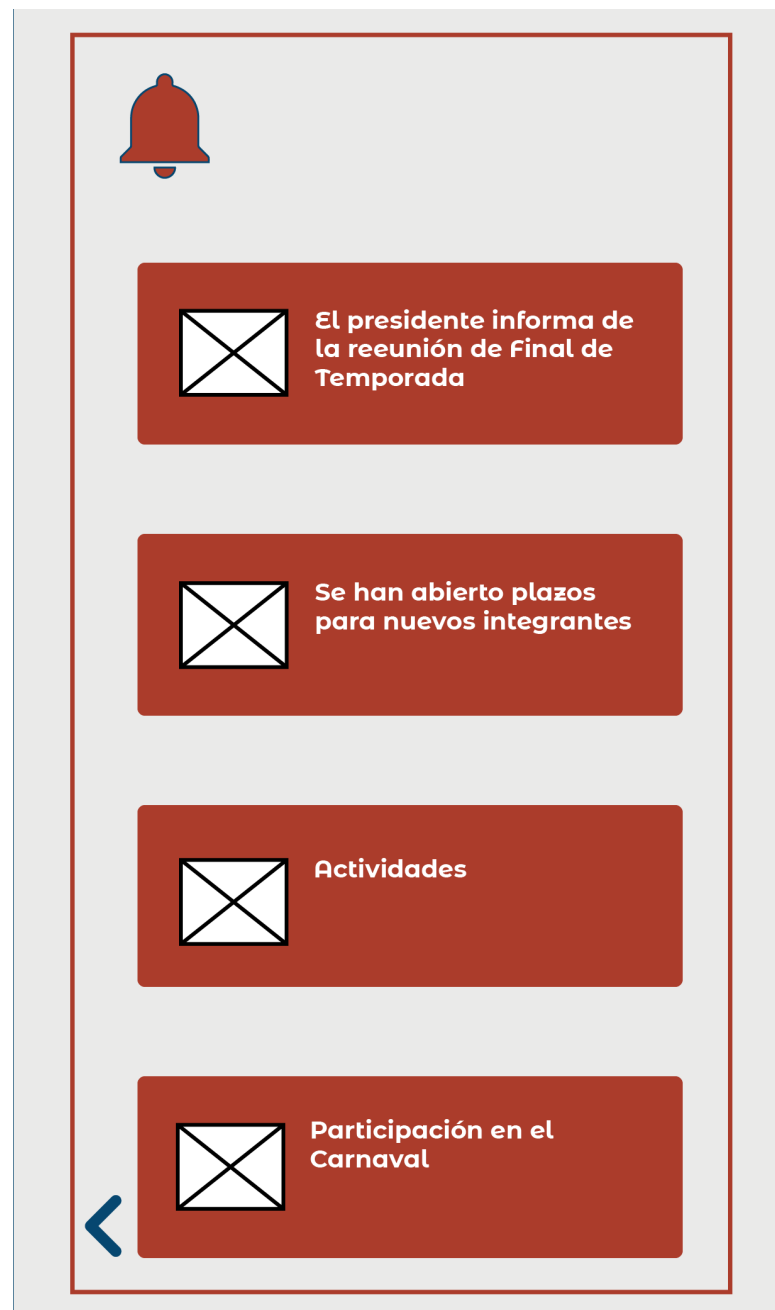 El presidente informa de
la reeunión de Final de
Temporada
Se han abierto plazos
para nuevos integrantes
Actividades
Participación en el
Carnaval